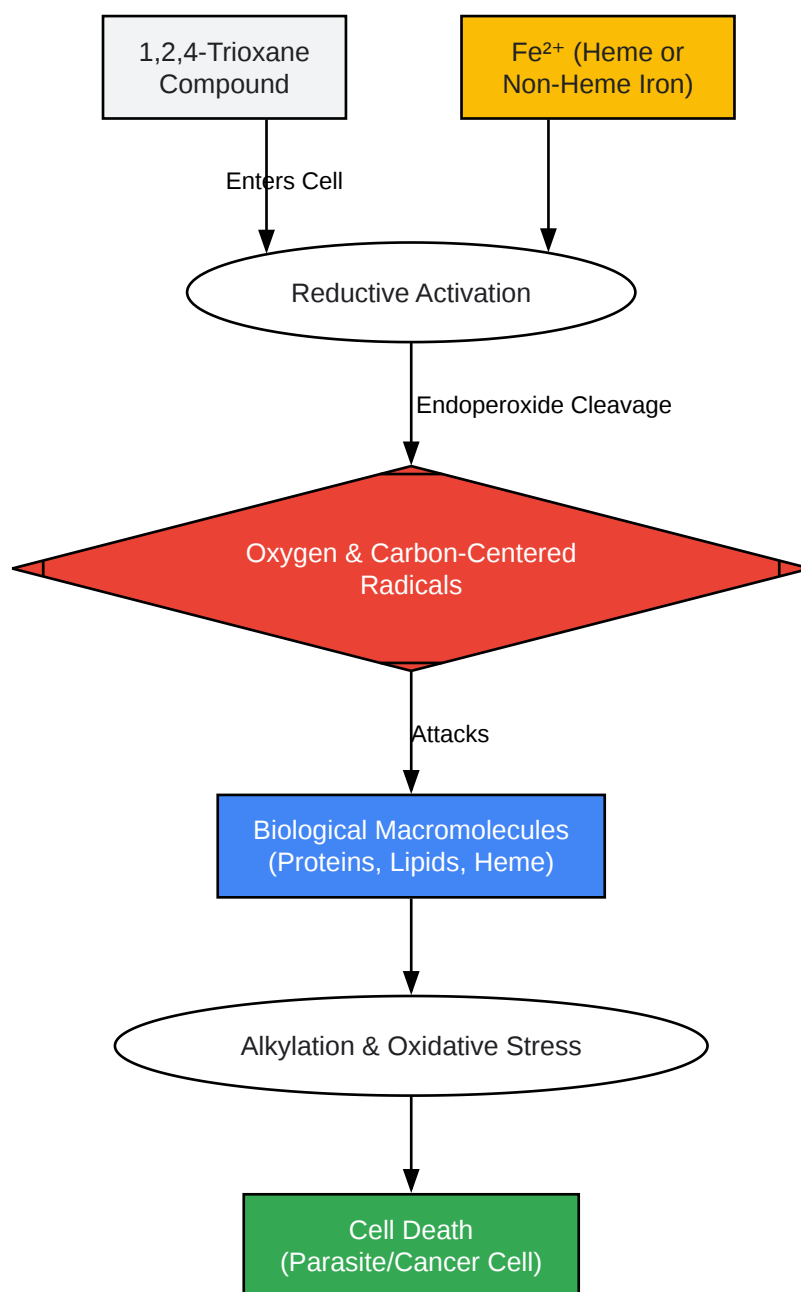 1,2,4-Trioxane
Compound
Fe²⁺ (Heme or
Non-Heme Iron)
Enters Cell
Reductive Activation
Endoperoxide Cleavage
Oxygen & Carbon-Centered
Radicals
Attacks
Biological Macromolecules
(Proteins, Lipids, Heme)
Alkylation & Oxidative Stress
Cell Death
(Parasite/Cancer Cell)